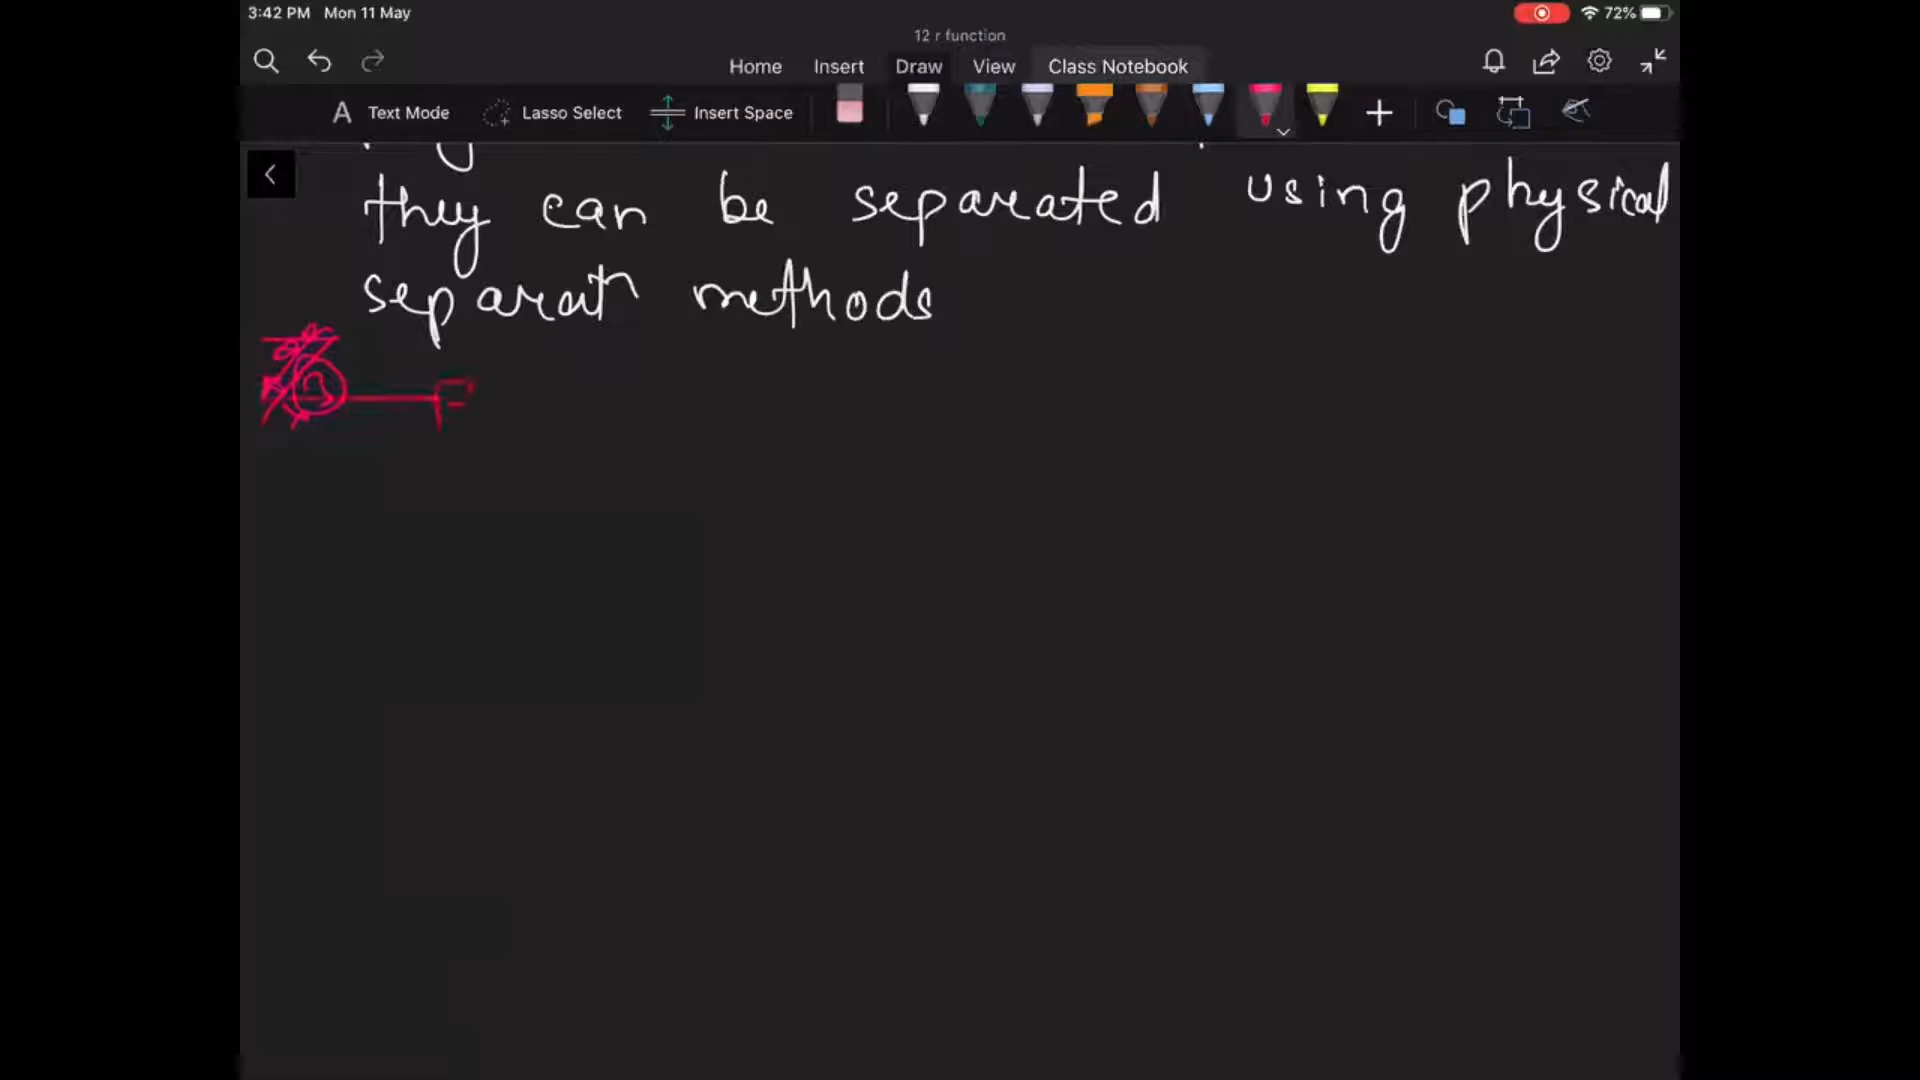 3:42 PM Mon 11 May
72%
12 r function
Home Insert Draw View Class Notebook
A Text Mode Lasso Select Insert Space
they can be separated using physical
separatn methods